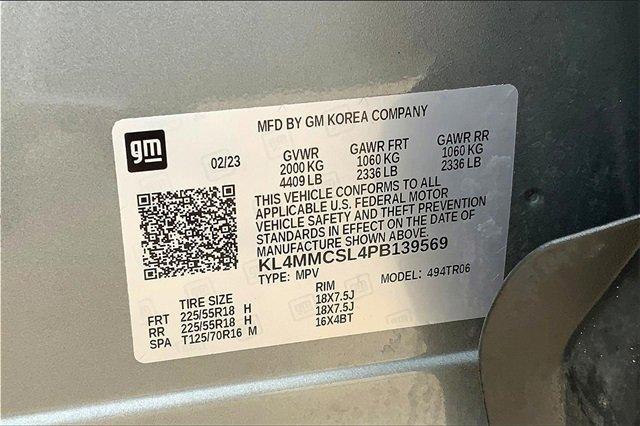 MFD BY GM KOREA COMPANY
gm
02/23
GVWR GAWR FRT GAWR RR
2000 KG 1060 KG 1060 KG
4409 LB 2336 LB 2336 LB
THIS VEHICLE CONFORMS TO ALL
APPLICABLE U.S. FEDERAL MOTOR
VEHICLE SAFETY AND THEFT PREVENTION
STANDARDS IN EFFECT ON THE DATE OF
MANUFACTURE SHOWN ABOVE.
KL4MMCSL4PB139569
TYPE: MPV MODEL: 494TR06
TIRE SIZE RIM
FRT 225/55R18 H 18X7.5J
RR 225/55R18 H 18X7.5J
SPA T125/70R16 M 16X4BT